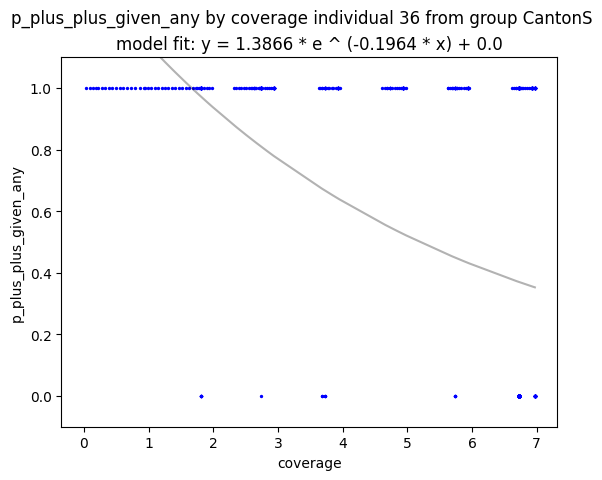 p_plus_plus_given_any by coverage individual 36 from group CantonS
model fit: y = 1.3866 * e ^ (-0.1964 * x) + 0.0
1.0
0.8
0.6
0.4
0.2
0.0
p_plus_plus_given_any
0 1 2 3 4 5 6 7
coverage